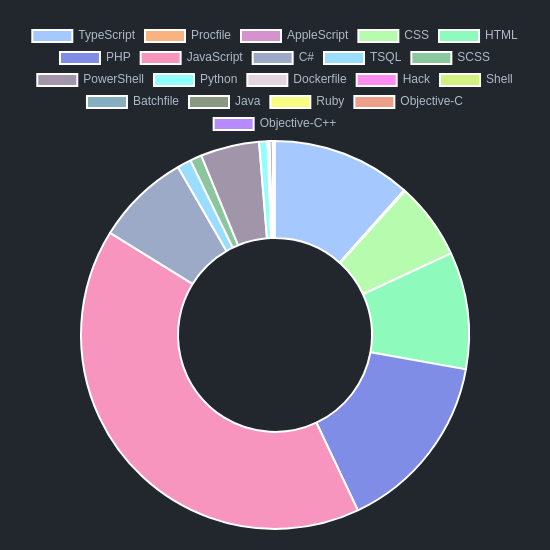 TypeScript Procfile AppleScript CSS HTML
PHP JavaScript C# TSQL SCSS
PowerShell Python Dockerfile Hack Shell
Batchfile Java Ruby Objective-C
Objective-C++